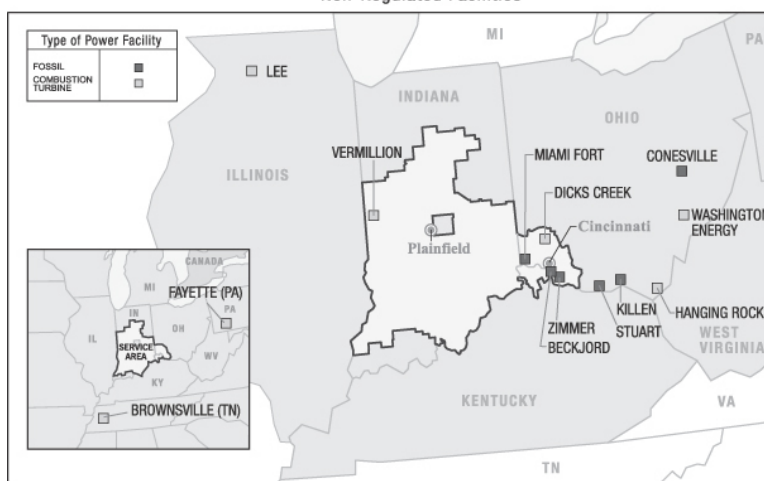 Non-Regulated Facilities
Type of Power Facility
FOSSIL
COMBUSTION
TURBINE
MI
PA
LEE
INDIANA
OHIO
VERMILLION
MIAMI FORT
CONESVILLE
ILLINOIS
DICKS CREEK
WASHINGTON
ENERGY
Cincinnati
Plainfield
CANADA
MI
FAYETTE (PA)
PA
IN
IL
OH
SERVICE
AREA
WV
KY
BROWNSVILLE (TN)
KILLEN
HANGING ROCK
ZIMMER
STUART
BECKJORD
WEST
VIRGINIA
KENTUCKY
VA
TN